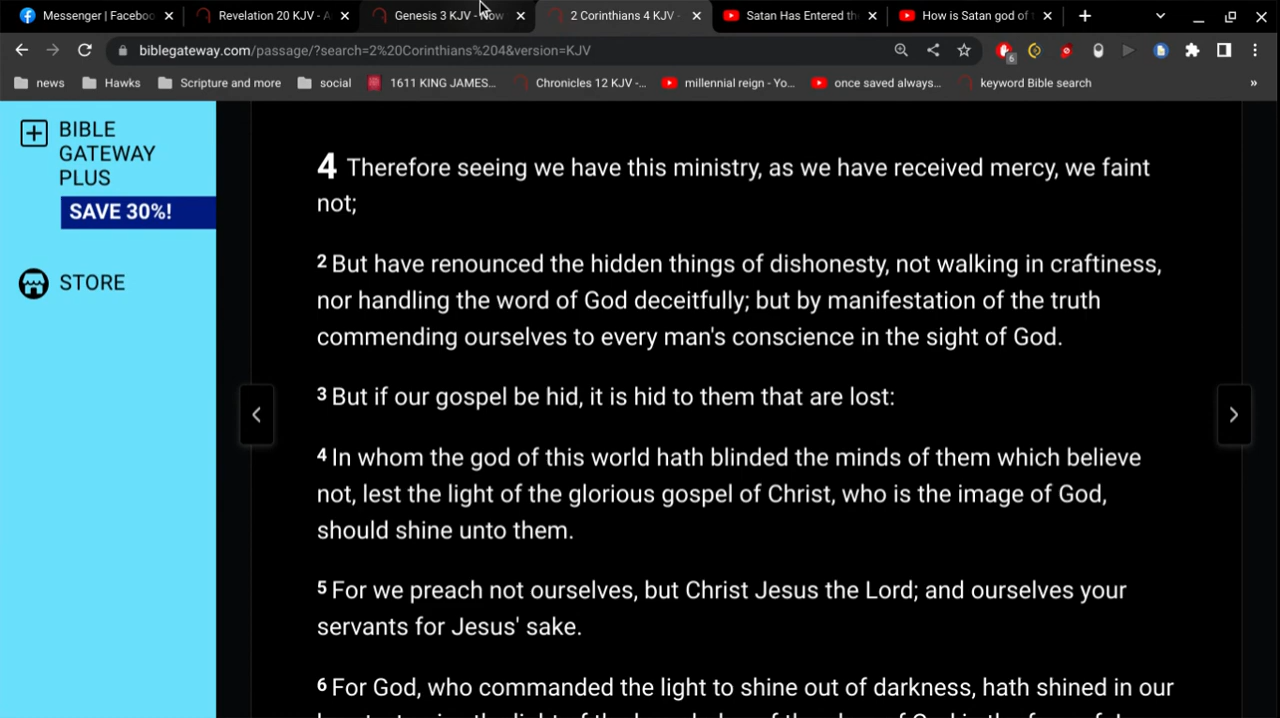 Messenger | Faceboo
Revelation 20 KJV - A
Genesis 3 KJV - Now
2 Corinthians 4 KJV -
Satan Has Entered th
How is Satan god of
biblegateway.com/passage/?search=2%20Corinthians%204&version=KJV
6
news
Hawks
Scripture and more
social
1611 KING JAMES...
Chronicles 12 KJV -...
millennial reign - Yo...
once saved always...
keyword Bible search
»
BIBLE
GATEWAY
PLUS
SAVE 30%!
STORE
4 Therefore seeing we have this ministry, as we have received mercy, we faint
not;
2 But have renounced the hidden things of dishonesty, not walking in craftiness,
nor handling the word of God deceitfully; but by manifestation of the truth
commending ourselves to every man's conscience in the sight of God.
3 But if our gospel be hid, it is hid to them that are lost:
4 In whom the god of this world hath blinded the minds of them which believe
not, lest the light of the glorious gospel of Christ, who is the image of God,
should shine unto them.
5 For we preach not ourselves, but Christ Jesus the Lord; and ourselves your
servants for Jesus' sake.
6 For God, who commanded the light to shine out of darkness, hath shined in our